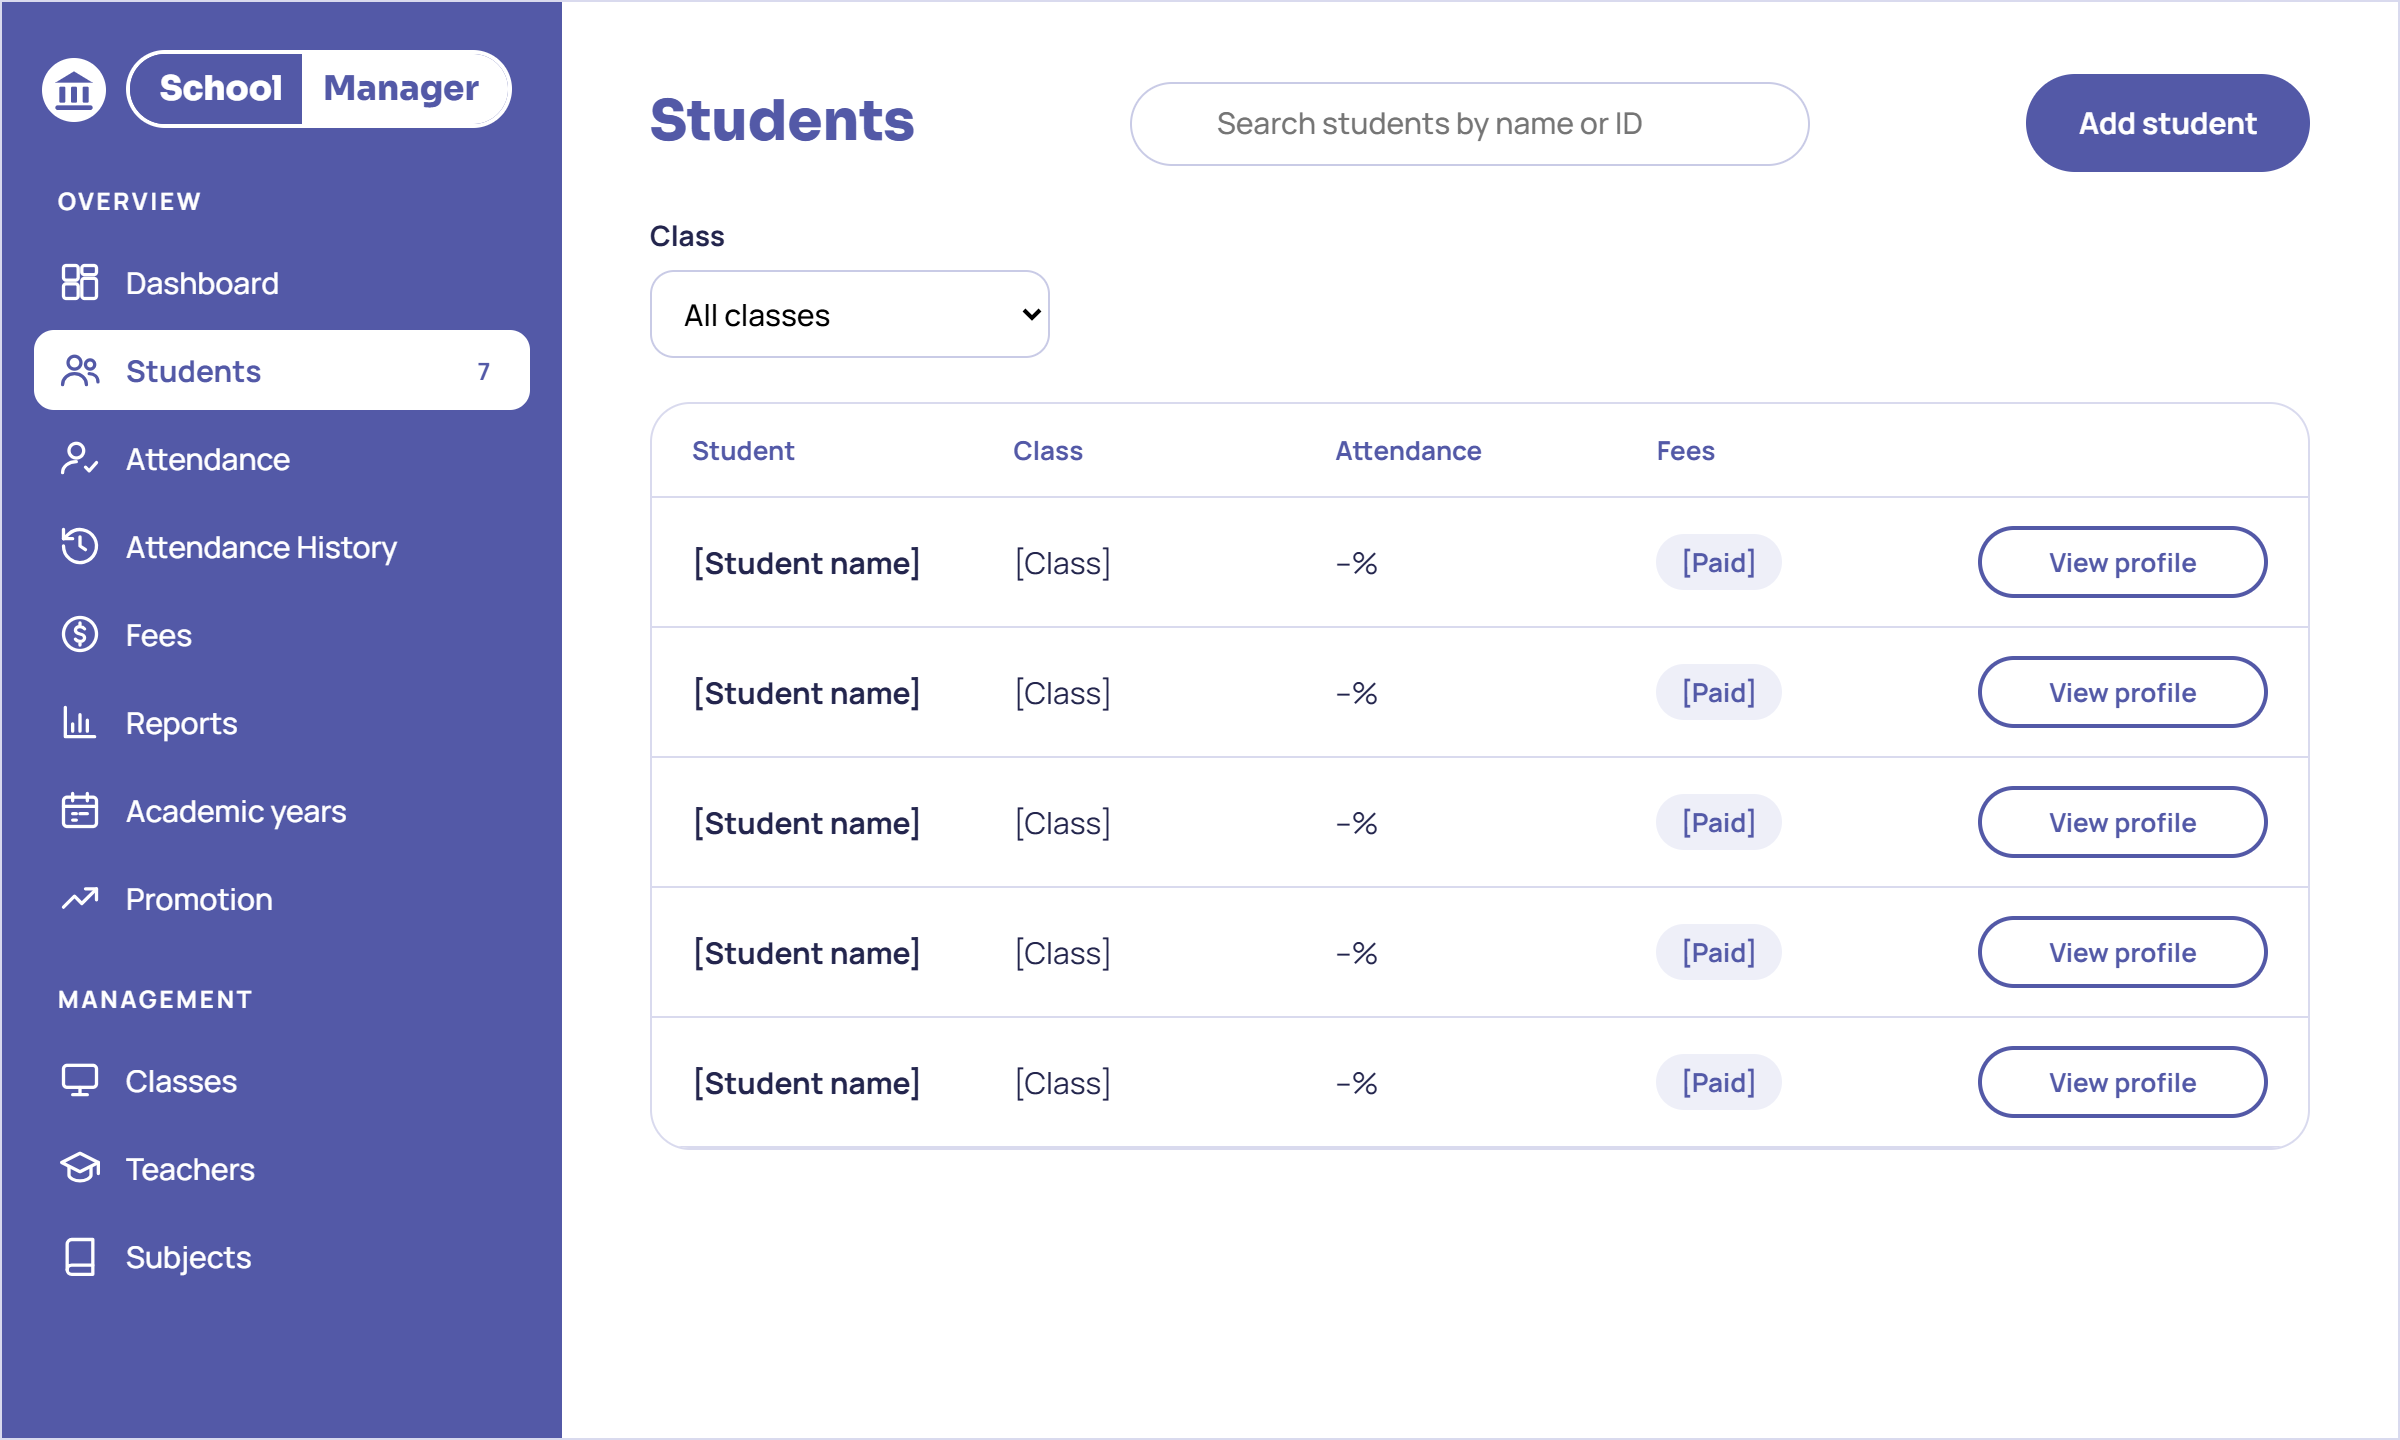 School Manager
OVERVIEW
Dashboard
Students 7
Attendance
Attendance History
Fees
Reports
Academic years
Promotion
MANAGEMENT
Classes
Teachers
Subjects
Students
Search students by name or ID
Add student
Class
All classes
Student Class Attendance Fees
[Student name] [Class] –% [Paid] View profile
[Student name] [Class] –% [Paid] View profile
[Student name] [Class] –% [Paid] View profile
[Student name] [Class] –% [Paid] View profile
[Student name] [Class] –% [Paid] View profile